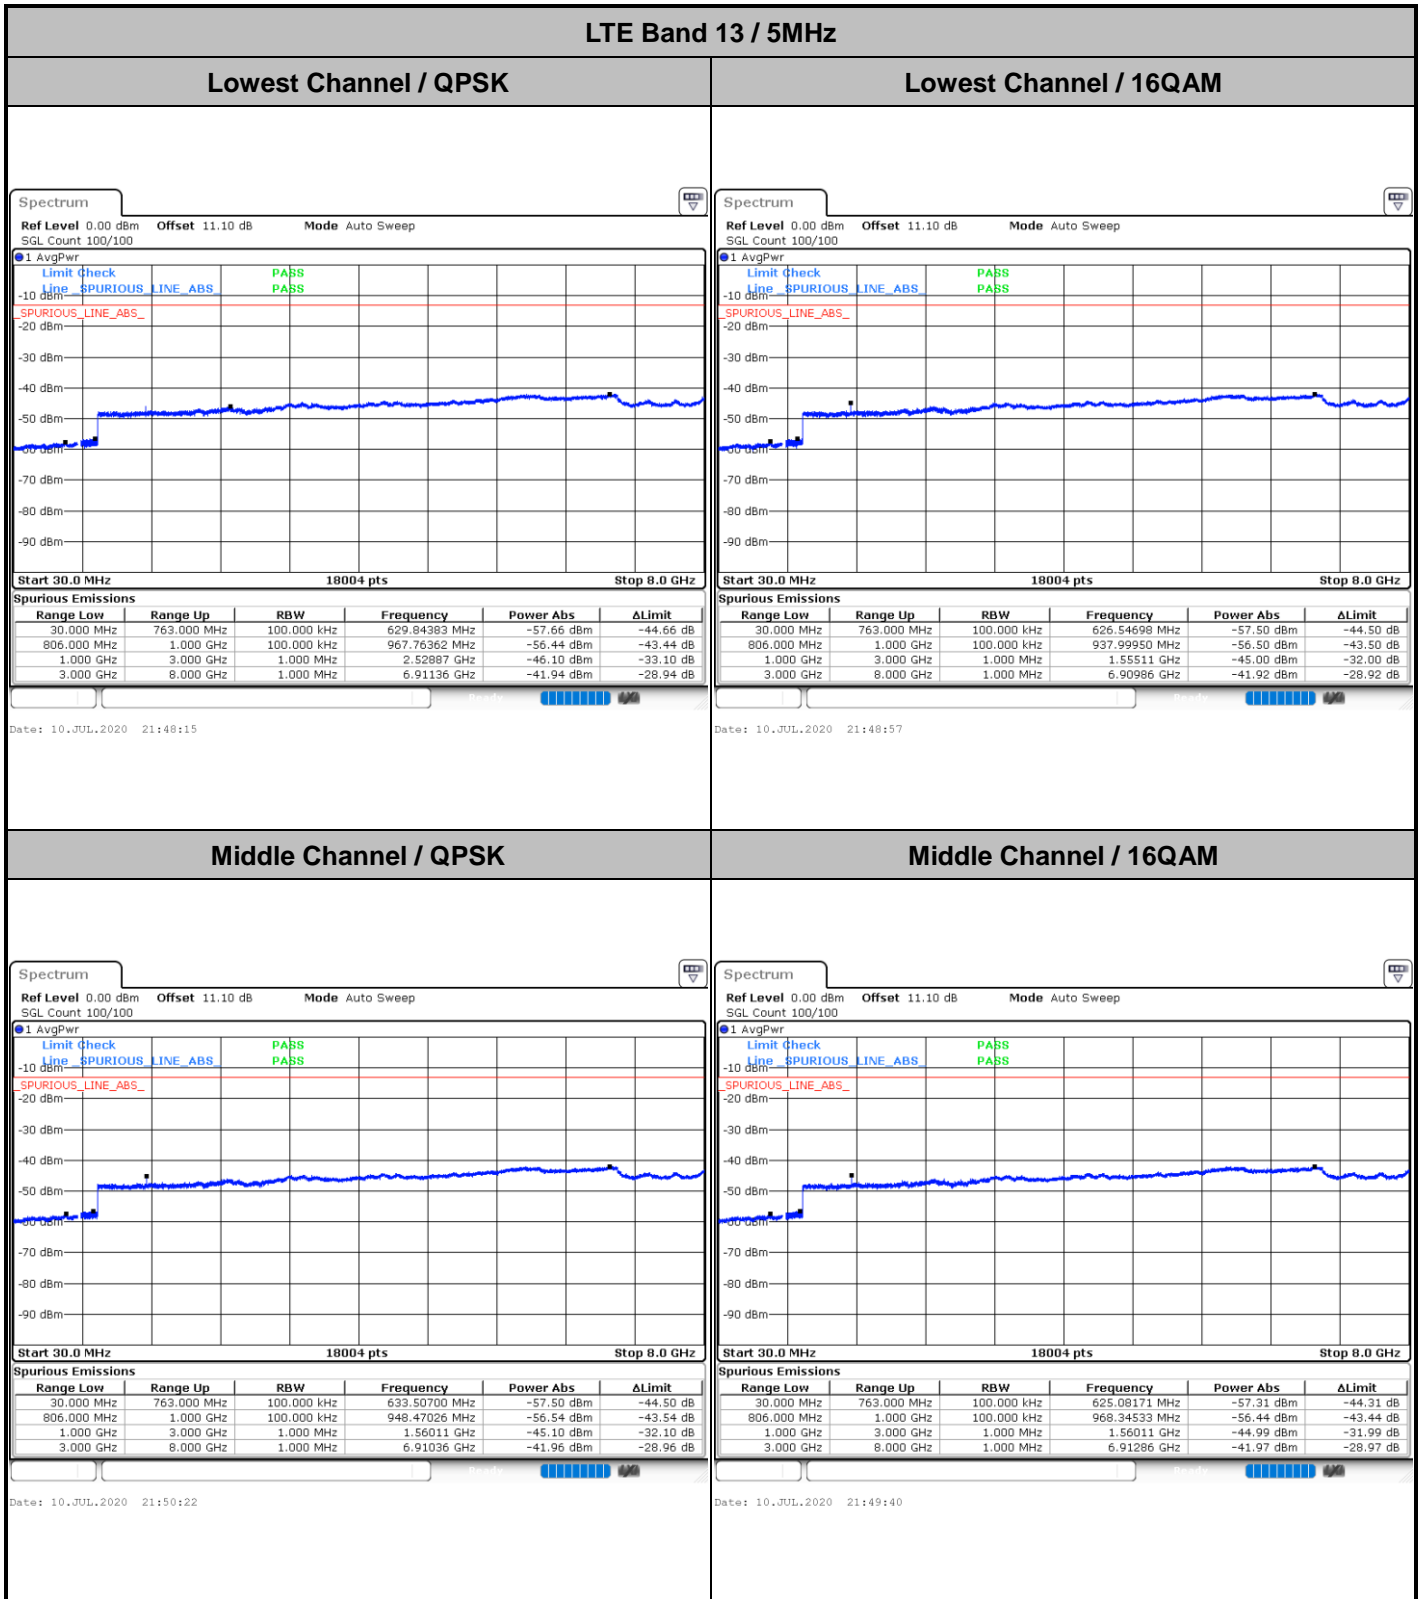 LTE Band 13 / 5MHz
Lowest Channel / QPSK
Lowest Channel / 16QAM
Spectrum
Ref Level 0.00 dBm Offset 11.10 dB Mode Auto Sweep
SGL Count 100/100
1 AvgPwr
Limit Check PASS
Line _SPURIOUS_LINE_ABS_ PASS
-10 dBm
_SPURIOUS_LINE_ABS_
-20 dBm
-30 dBm
-40 dBm
-50 dBm
-60 dBm
-70 dBm
-80 dBm
-90 dBm
Start 30.0 MHz 18004 pts Stop 8.0 GHz
Spurious Emissions
Range Low Range Up RBW Frequency Power Abs ΔLimit
30.000 MHz 763.000 MHz 100.000 kHz 629.84383 MHz -57.66 dBm -44.66 dB
806.000 MHz 1.000 GHz 100.000 kHz 967.76362 MHz -56.44 dBm -43.44 dB
1.000 GHz 3.000 GHz 1.000 MHz 2.52887 GHz -46.10 dBm -33.10 dB
3.000 GHz 8.000 GHz 1.000 MHz 6.91136 GHz -41.94 dBm -28.94 dB
Ready
Date: 10.JUL.2020 21:48:15
Spectrum
Ref Level 0.00 dBm Offset 11.10 dB Mode Auto Sweep
SGL Count 100/100
1 AvgPwr
Limit Check PASS
Line _SPURIOUS_LINE_ABS_ PASS
-10 dBm
_SPURIOUS_LINE_ABS_
-20 dBm
-30 dBm
-40 dBm
-50 dBm
-60 dBm
-70 dBm
-80 dBm
-90 dBm
Start 30.0 MHz 18004 pts Stop 8.0 GHz
Spurious Emissions
Range Low Range Up RBW Frequency Power Abs ΔLimit
30.000 MHz 763.000 MHz 100.000 kHz 626.54698 MHz -57.50 dBm -44.50 dB
806.000 MHz 1.000 GHz 100.000 kHz 937.99950 MHz -56.50 dBm -43.50 dB
1.000 GHz 3.000 GHz 1.000 MHz 1.55511 GHz -45.00 dBm -32.00 dB
3.000 GHz 8.000 GHz 1.000 MHz 6.90986 GHz -41.92 dBm -28.92 dB
Ready
Date: 10.JUL.2020 21:48:57
Middle Channel / QPSK
Middle Channel / 16QAM
Spectrum
Ref Level 0.00 dBm Offset 11.10 dB Mode Auto Sweep
SGL Count 100/100
1 AvgPwr
Limit Check PASS
Line _SPURIOUS_LINE_ABS_ PASS
-10 dBm
_SPURIOUS_LINE_ABS_
-20 dBm
-30 dBm
-40 dBm
-50 dBm
-60 dBm
-70 dBm
-80 dBm
-90 dBm
Start 30.0 MHz 18004 pts Stop 8.0 GHz
Spurious Emissions
Range Low Range Up RBW Frequency Power Abs ΔLimit
30.000 MHz 763.000 MHz 100.000 kHz 633.50700 MHz -57.50 dBm -44.50 dB
806.000 MHz 1.000 GHz 100.000 kHz 948.47026 MHz -56.54 dBm -43.54 dB
1.000 GHz 3.000 GHz 1.000 MHz 1.56011 GHz -45.10 dBm -32.10 dB
3.000 GHz 8.000 GHz 1.000 MHz 6.91036 GHz -41.96 dBm -28.96 dB
Ready
Date: 10.JUL.2020 21:50:22
Spectrum
Ref Level 0.00 dBm Offset 11.10 dB Mode Auto Sweep
SGL Count 100/100
1 AvgPwr
Limit Check PASS
Line _SPURIOUS_LINE_ABS_ PASS
-10 dBm
_SPURIOUS_LINE_ABS_
-20 dBm
-30 dBm
-40 dBm
-50 dBm
-60 dBm
-70 dBm
-80 dBm
-90 dBm
Start 30.0 MHz 18004 pts Stop 8.0 GHz
Spurious Emissions
Range Low Range Up RBW Frequency Power Abs ΔLimit
30.000 MHz 763.000 MHz 100.000 kHz 625.08171 MHz -57.31 dBm -44.31 dB
806.000 MHz 1.000 GHz 100.000 kHz 968.34533 MHz -56.44 dBm -43.44 dB
1.000 GHz 3.000 GHz 1.000 MHz 1.56011 GHz -44.99 dBm -31.99 dB
3.000 GHz 8.000 GHz 1.000 MHz 6.91286 GHz -41.97 dBm -28.97 dB
Ready
Date: 10.JUL.2020 21:49:40